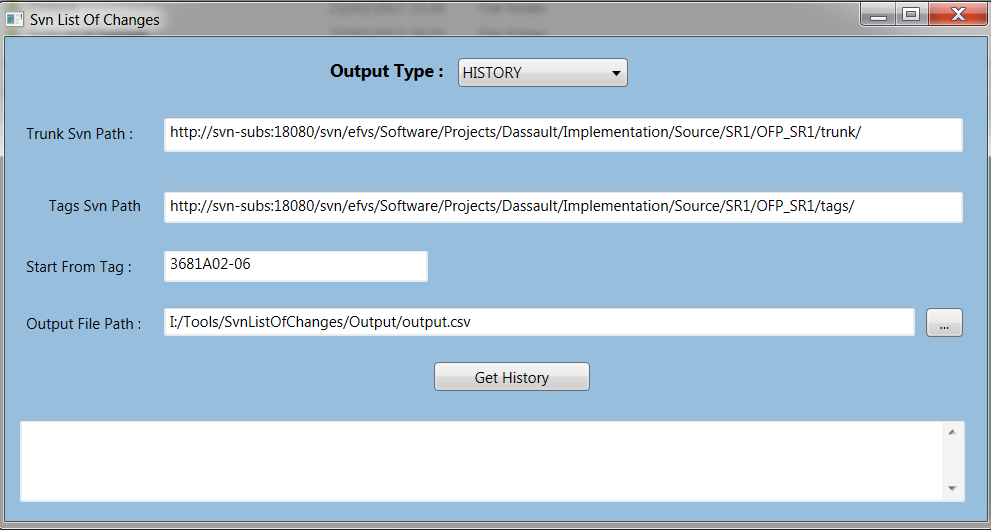 Svn List Of Changes
Output Type :
HISTORY
Trunk Svn Path :
http://svn-subs:18080/svn/efvs/Software/Projects/Dassault/Implementation/Source/SR1/OFP_SR1/trunk/
Tags Svn Path
http://svn-subs:18080/svn/efvs/Software/Projects/Dassault/Implementation/Source/SR1/OFP_SR1/tags/
Start From Tag :
3681A02-06
Output File Path :
I:/Tools/SvnListOfChanges/Output/output.csv
...
Get History